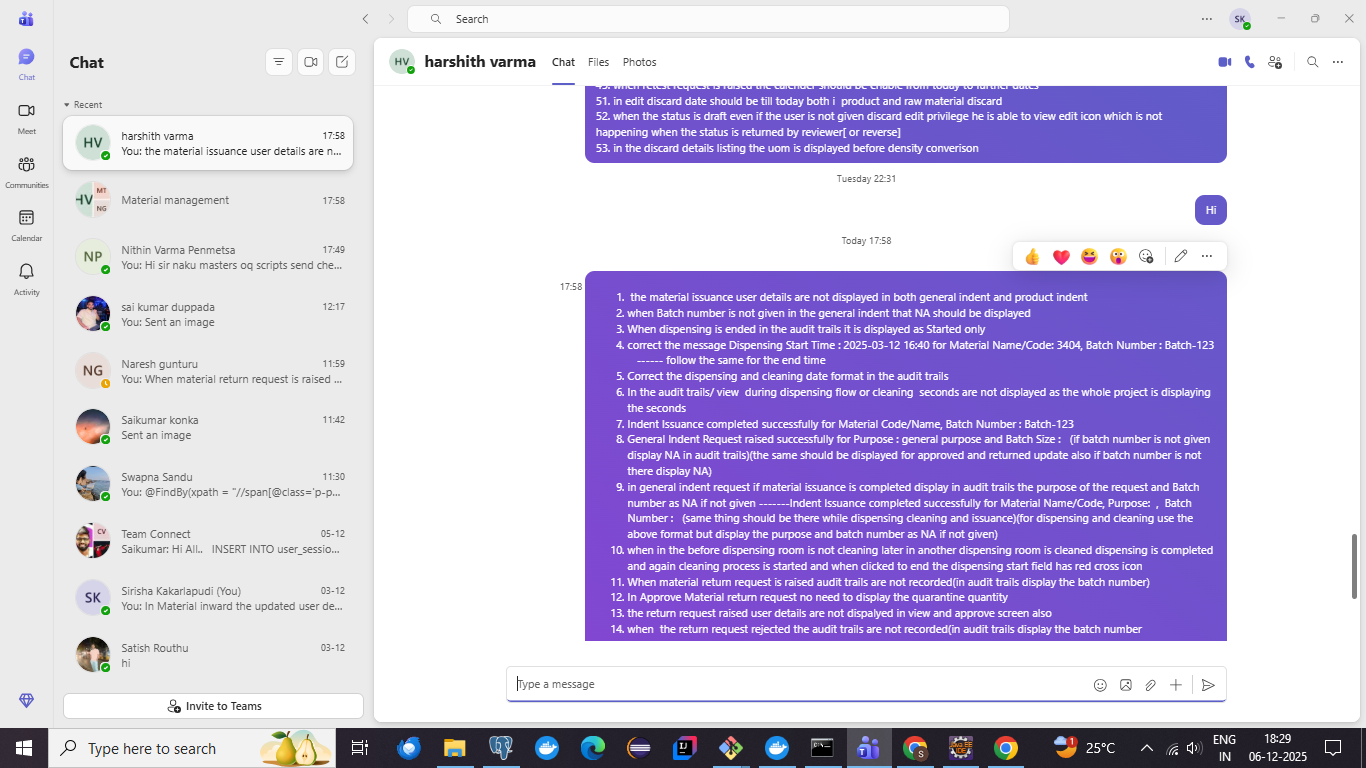 Search
SK
Chat
Meet
Communities
Calendar
Activity
Chat
Recent
HV
harshith varma
17:58
You: the material issuance user details are n...
HV
MT
NG
Material management
17:58
NP
Nithin Varma Penmetsa
17:49
You: Hi sir naku masters oq scripts send che...
sai kumar duppada
12:17
You: Sent an image
NG
Naresh gunturu
11:59
You: When material return request is raised ...
Saikumar konka
11:42
Sent an image
Swapna Sandu
11:30
You: @FindBy(xpath = "//span[@class='p-p...
CV
Team Connect
05-12
Saikumar: Hi All.. INSERT INTO user_sessio...
SK
Sirisha Kakarlapudi (You)
03-12
You: In Material inward the updated user de...
Satish Routhu
03-12
hi
Invite to Teams
HV
harshith varma
Chat
Files
Photos
when retest request is raised the calender should be enable from today to further dates
51. in edit discard date should be till today both i product and raw material discard
52. when the status is draft even if the user is not given discard edit privilege he is able to view edit icon which is not
happening when the status is returned by reviewer[ or reverse]
53. in the discard details listing the uom is displayed before density converison
Tuesday 22:31
Hi
Today 17:58
17:58
1. the material issuance user details are not displayed in both general indent and product indent
2. when Batch number is not given in the general indent that NA should be displayed
3. When dispensing is ended in the audit trails it is displayed as Started only
4. correct the message Dispensing Start Time : 2025-03-12 16:40 for Material Name/Code: 3404, Batch Number : Batch-123
------ follow the same for the end time
5. Correct the dispensing and cleaning date format in the audit trails
6. In the audit trails/ view during dispensing flow or cleaning seconds are not displayed as the whole project is displaying
the seconds
7. Indent Issuance completed successfully for Material Code/Name, Batch Number : Batch-123
8. General Indent Request raised successfully for Purpose : general purpose and Batch Size : (if batch number is not given
display NA in audit trails)(the same should be displayed for approved and returned update also if batch number is not
there display NA)
9. in general indent request if material issuance is completed display in audit trails the purpose of the request and Batch
number as NA if not given -------Indent Issuance completed successfully for Material Name/Code, Purpose: , Batch
Number : (same thing should be there while dispensing cleaning and issuance)(for dispensing and cleaning use the
above format but display the purpose and batch number as NA if not given)
10. when in the before dispensing room is not cleaning later in another dispensing room is cleaned dispensing is completed
and again cleaning process is started and when clicked to end the dispensing start field has red cross icon
11. When material return request is raised audit trails are not recorded(in audit trails display the batch number)
12. In Approve Material return request no need to display the quarantine quantity
13. the return request raised user details are not dispalyed in view and approve screen also
14. when the return request rejected the audit trails are not recorded(in audit trails display the batch number
Type a message
Type here to search
25°C
ENG
IN
18:29
06-12-2025